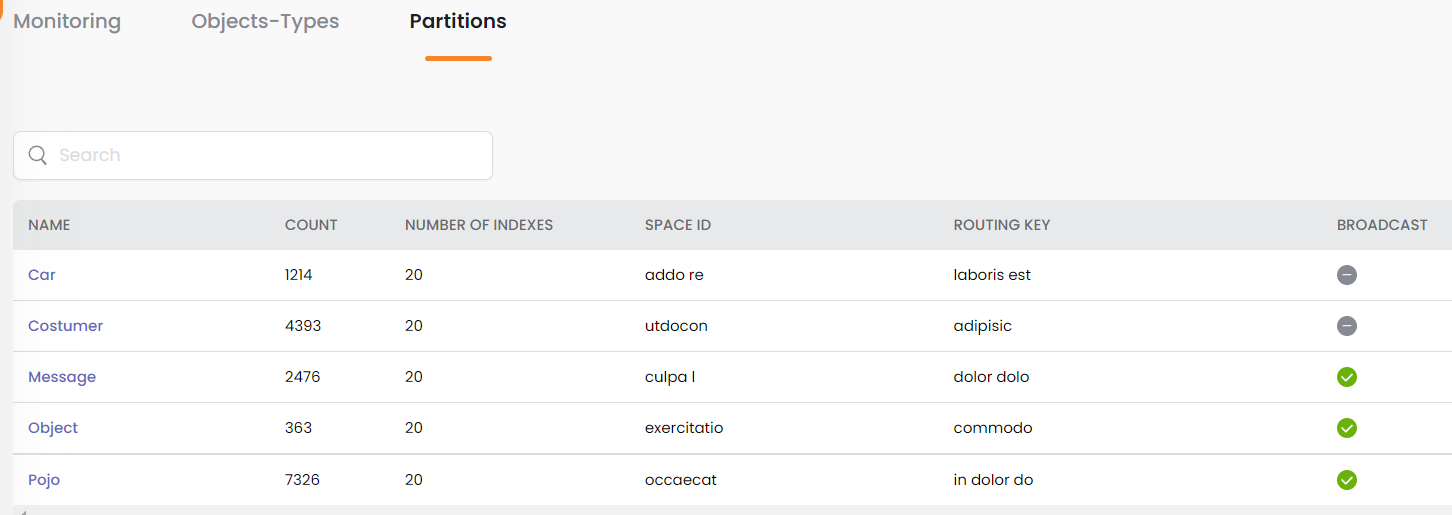 Monitoring Objects-Types Partitions
Search
NAME COUNT NUMBER OF INDEXES SPACE ID ROUTING KEY BROADCAST
Car 1214 20 addo re laboris est
Costumer 4393 20 utdocon adipisic
Message 2476 20 culpa l dolor dolo
Object 363 20 exercitatio commodo
Pojo 7326 20 occaecat in dolor do